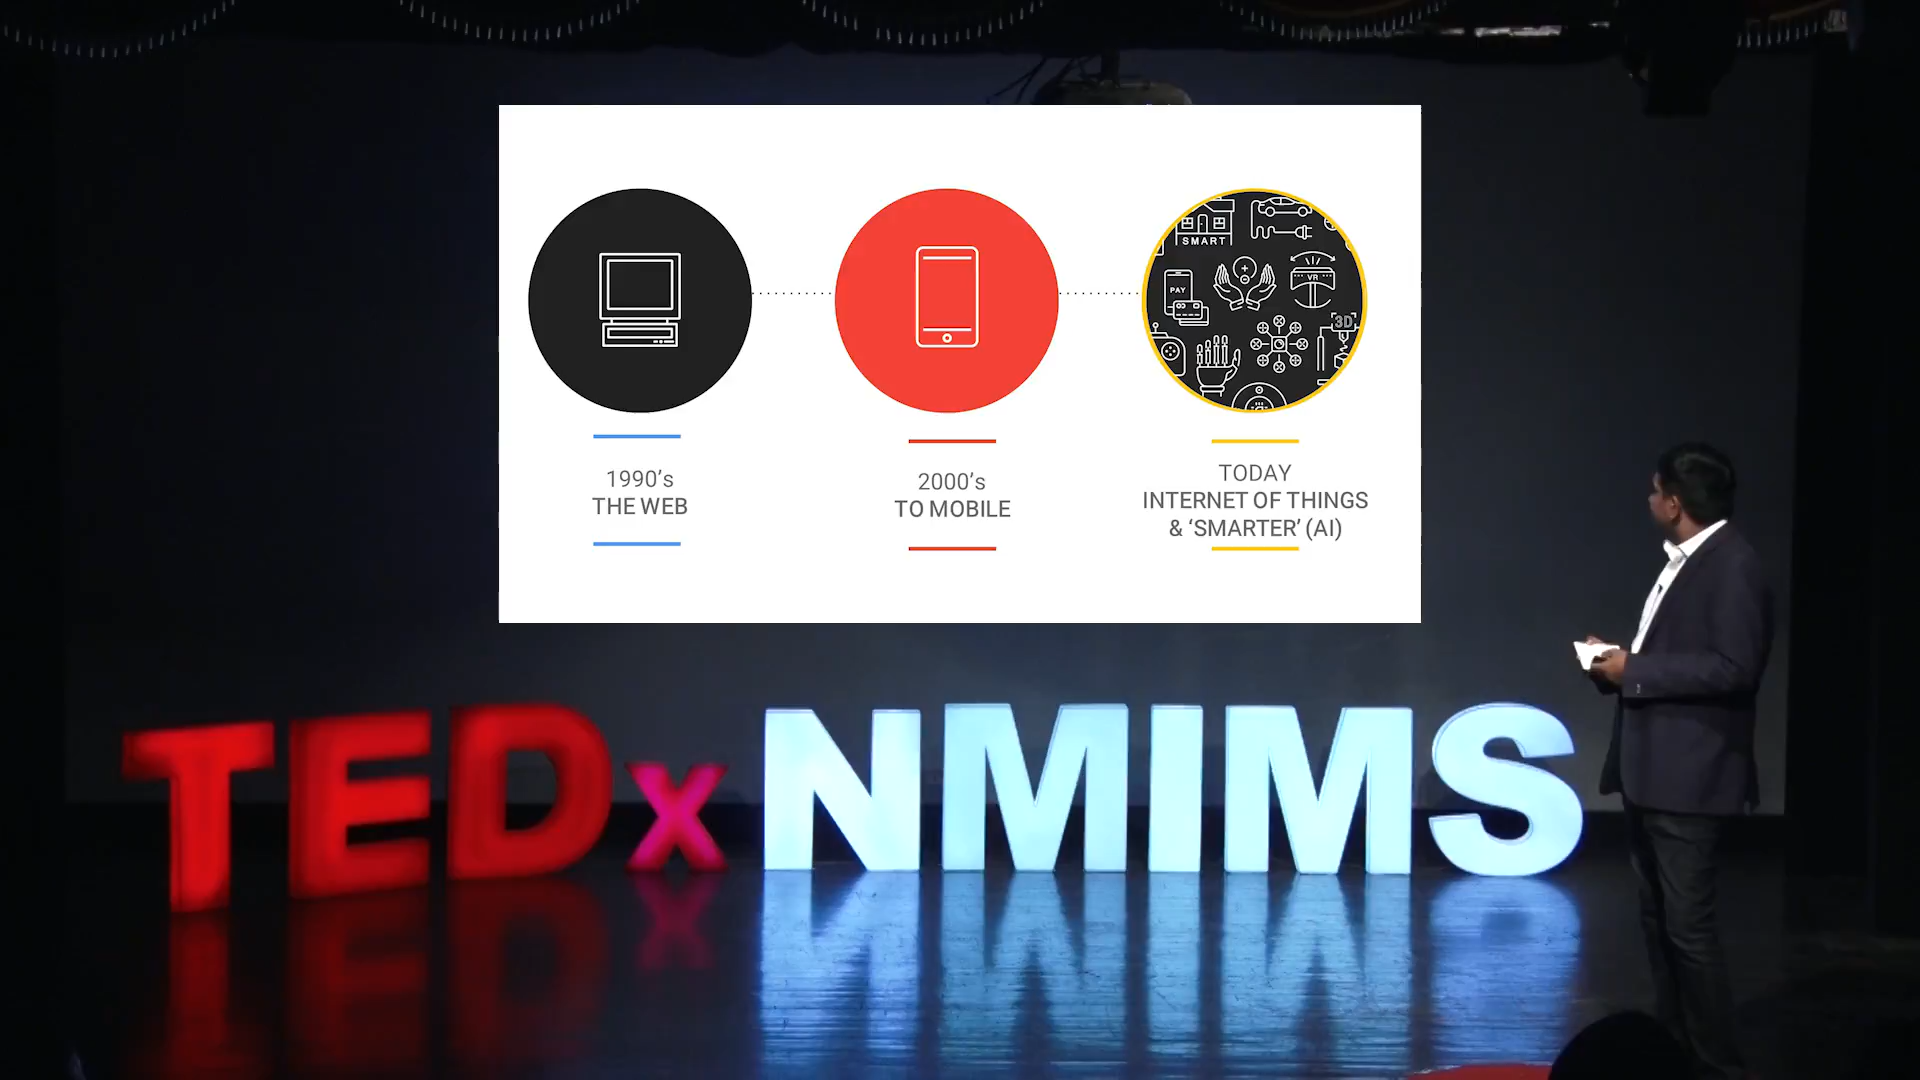 SMART
PAY
VR
3D
1990’s
THE WEB
2000’s
TO MOBILE
TODAY
INTERNET OF THINGS
& ‘SMARTER’ (AI)
TEDx NMIMS